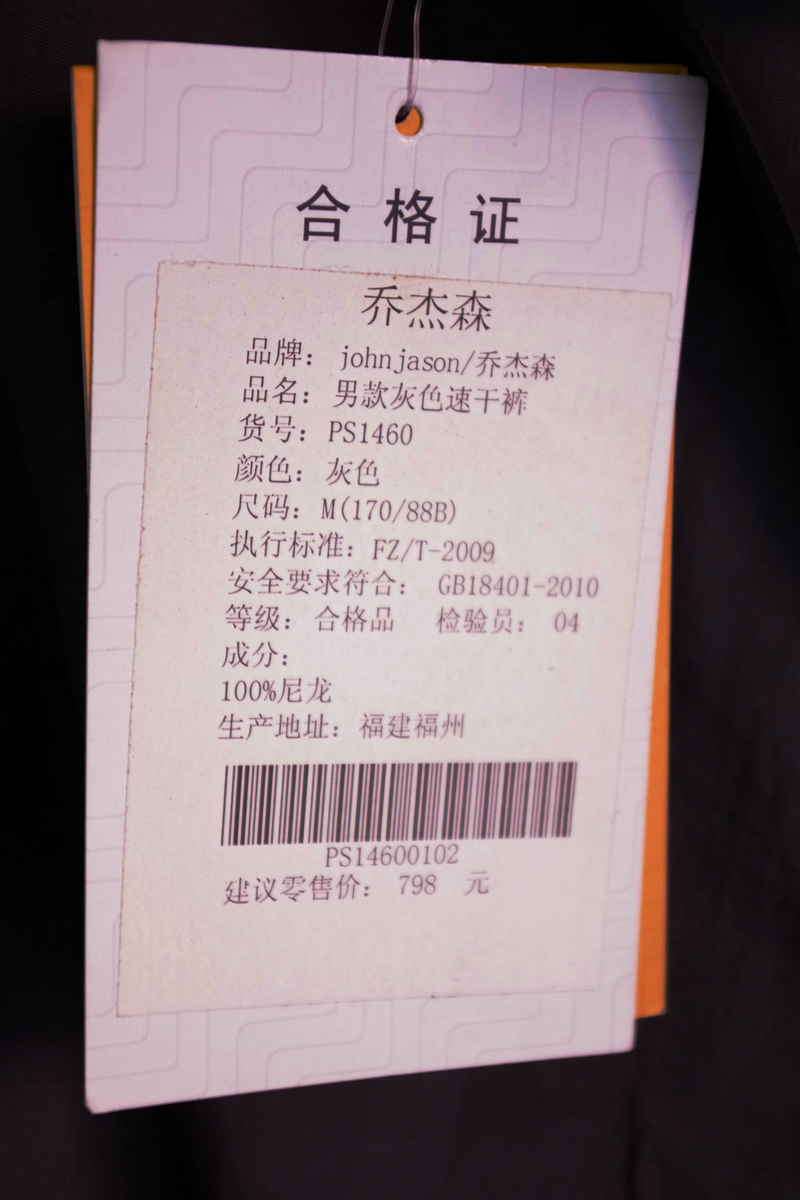 合格证
乔杰森
品牌： johnjason/乔杰森
品名： 男款灰色速干裤
货号： PS1460
颜色： 灰色
尺码： M(170/88B)
执行标准： FZ/T-2009
安全要求符合： GB18401-2010
等级： 合格品 检验员： 04
成分：
100%尼龙
生产地址： 福建福州
PS14600102
建议零售价： 798 元